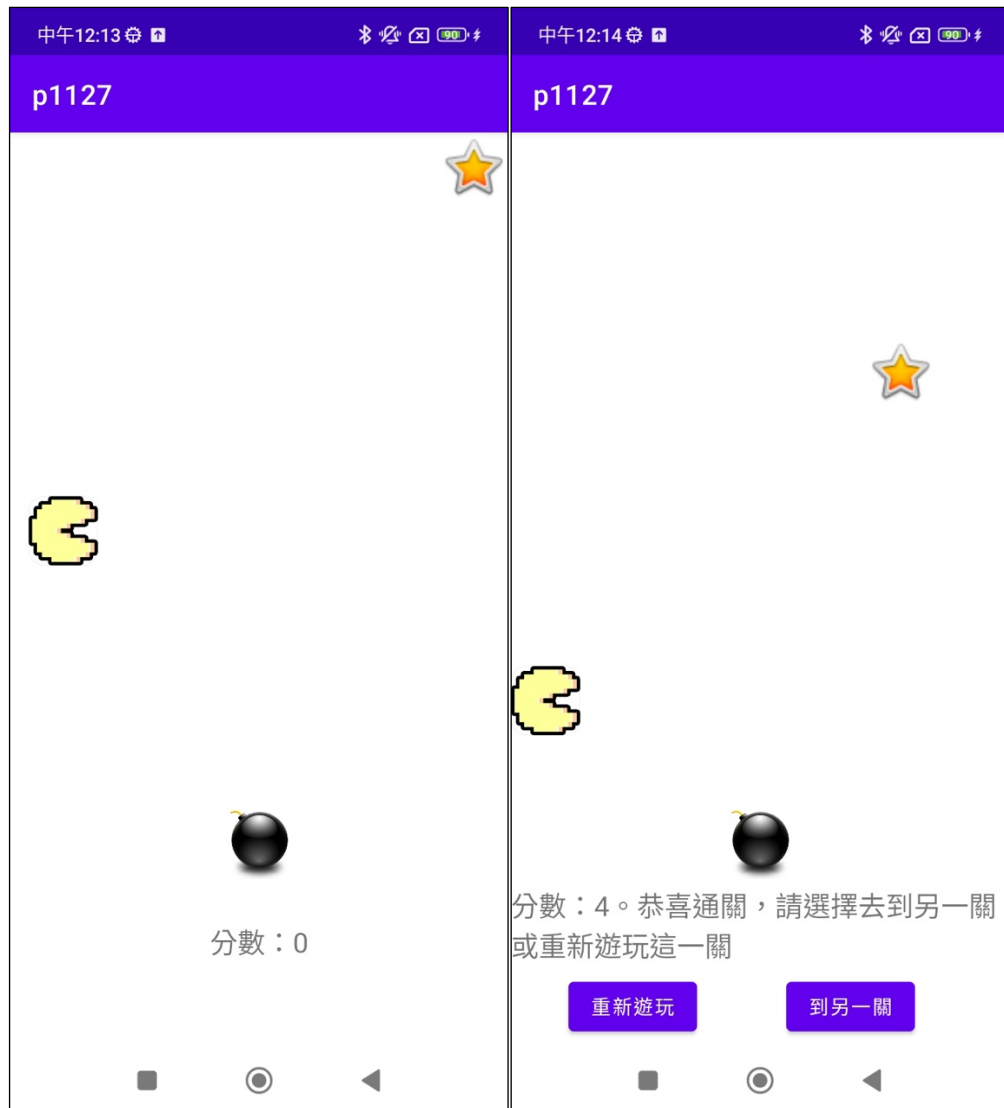 中午12:13
90
p1127
分數：0
中午12:14
90
p1127
分數：4。恭喜通關，請選擇去到另一關
或重新遊玩這一關
重新遊玩
到另一關